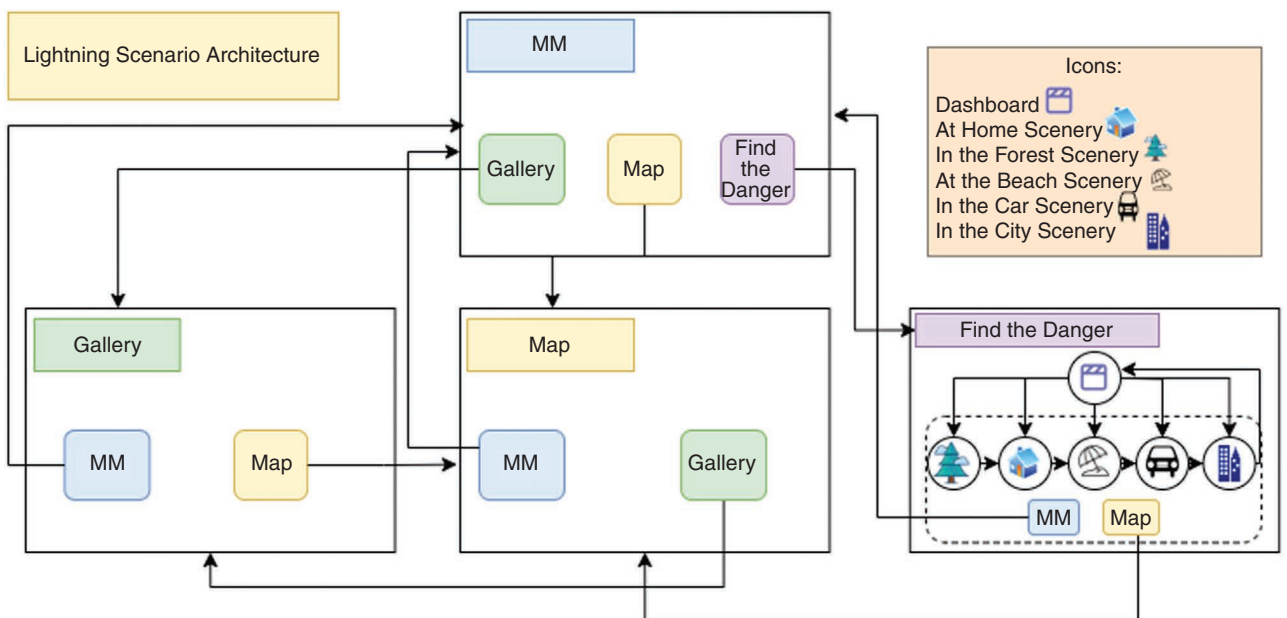 Lightning Scenario Architecture
MM
Gallery
Map
Find
the
Danger
Icons:
Dashboard
At Home Scenery
In the Forest Scenery
At the Beach Scenery
In the Car Scenery
In the City Scenery
Gallery
MM
Map
Map
MM
Gallery
Find the Danger
MM
Map